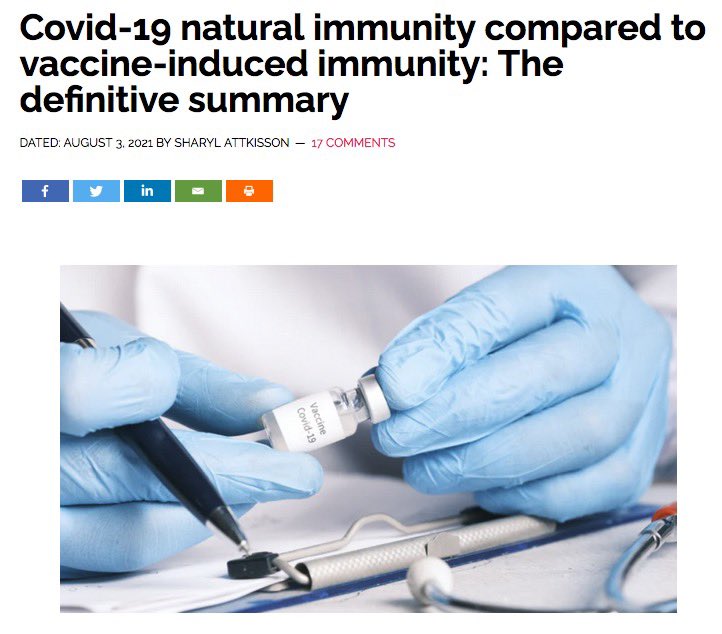 Covid-19 natural immunity compared to
vaccine-induced immunity: The
definitive summary
DATED: AUGUST 3, 2021 BY SHARYL ATTKISSON — 17 COMMENTS
f
in
Vaccine
Covid-19